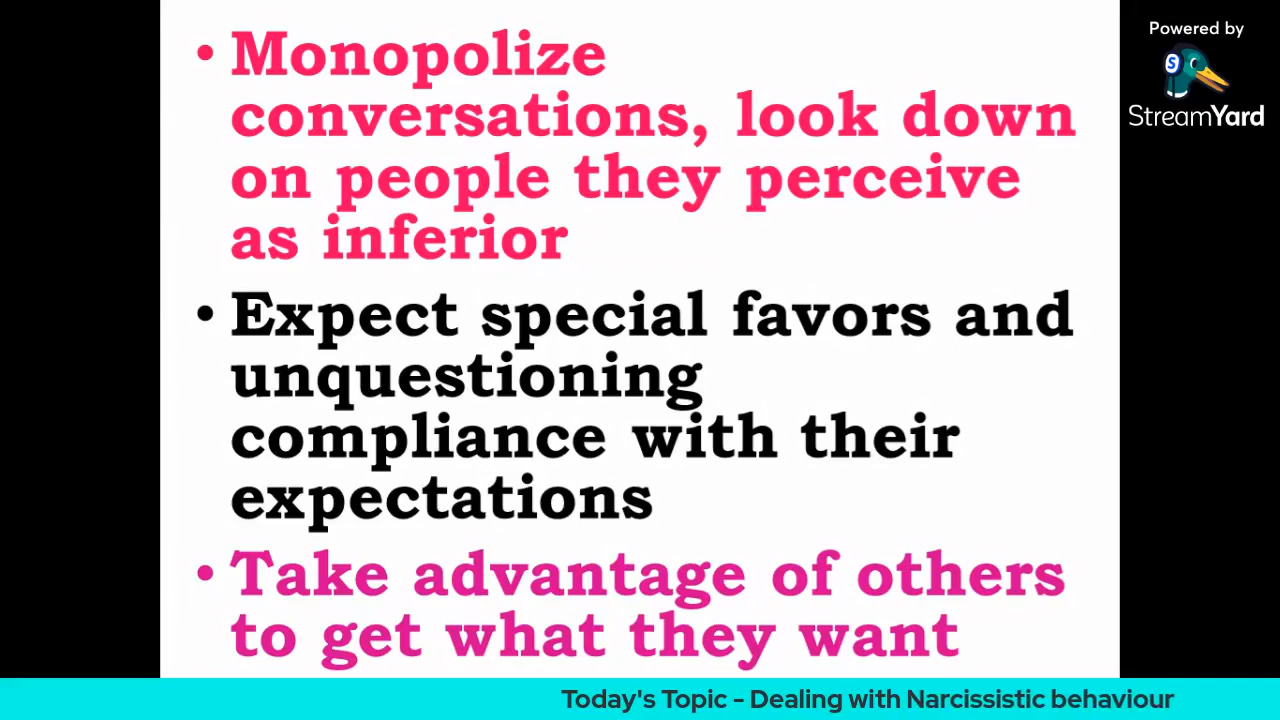 • Monopolize
conversations, look down
on people they perceive
as inferior
• Expect special favors and
unquestioning
compliance with their
expectations
• Take advantage of others
to get what they want
Powered by
S
StreamYard
Today's Topic - Dealing with Narcissistic behaviour